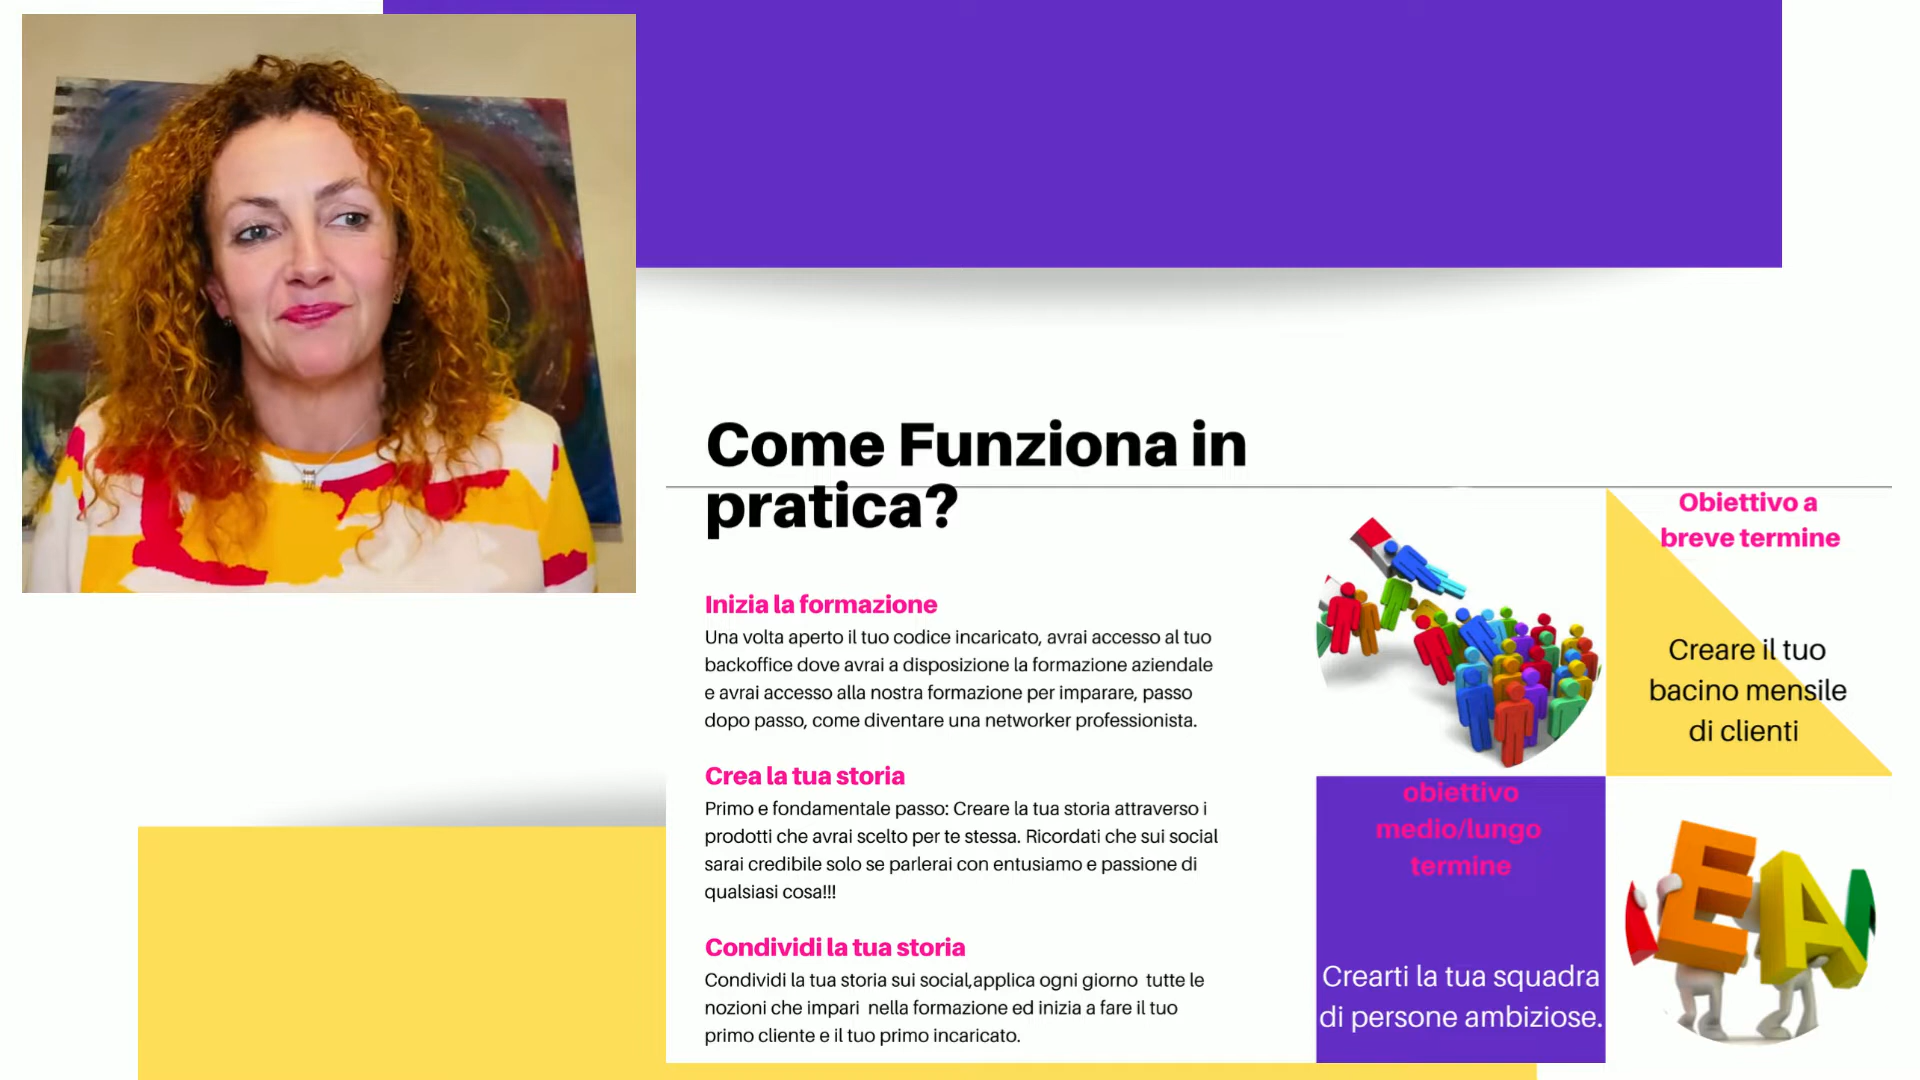 Come Funziona in
pratica?
Inizia la formazione
Una volta aperto il tuo codice incaricato, avrai accesso al tuo
backoffice dove avrai a disposizione la formazione aziendale
e avrai accesso alla nostra formazione per imparare, passo
dopo passo, come diventare una networker professionista.
Crea la tua storia
Primo e fondamentale passo: Creare la tua storia attraverso i
prodotti che avrai scelto per te stessa. Ricordati che sui social
sarai credibile solo se parlerai con entusiamo e passione di
qualsiasi cosa!!!
Condividi la tua storia
Condividi la tua storia sui social,applica ogni giorno  tutte le
nozioni che impari  nella formazione ed inizia a fare il tuo
primo cliente e il tuo primo incaricato.
Obiettivo a
breve termine
Creare il tuo
bacino mensile
di clienti
obiettivo
medio/lungo
termine
Crearti la tua squadra
di persone ambiziose.
EA